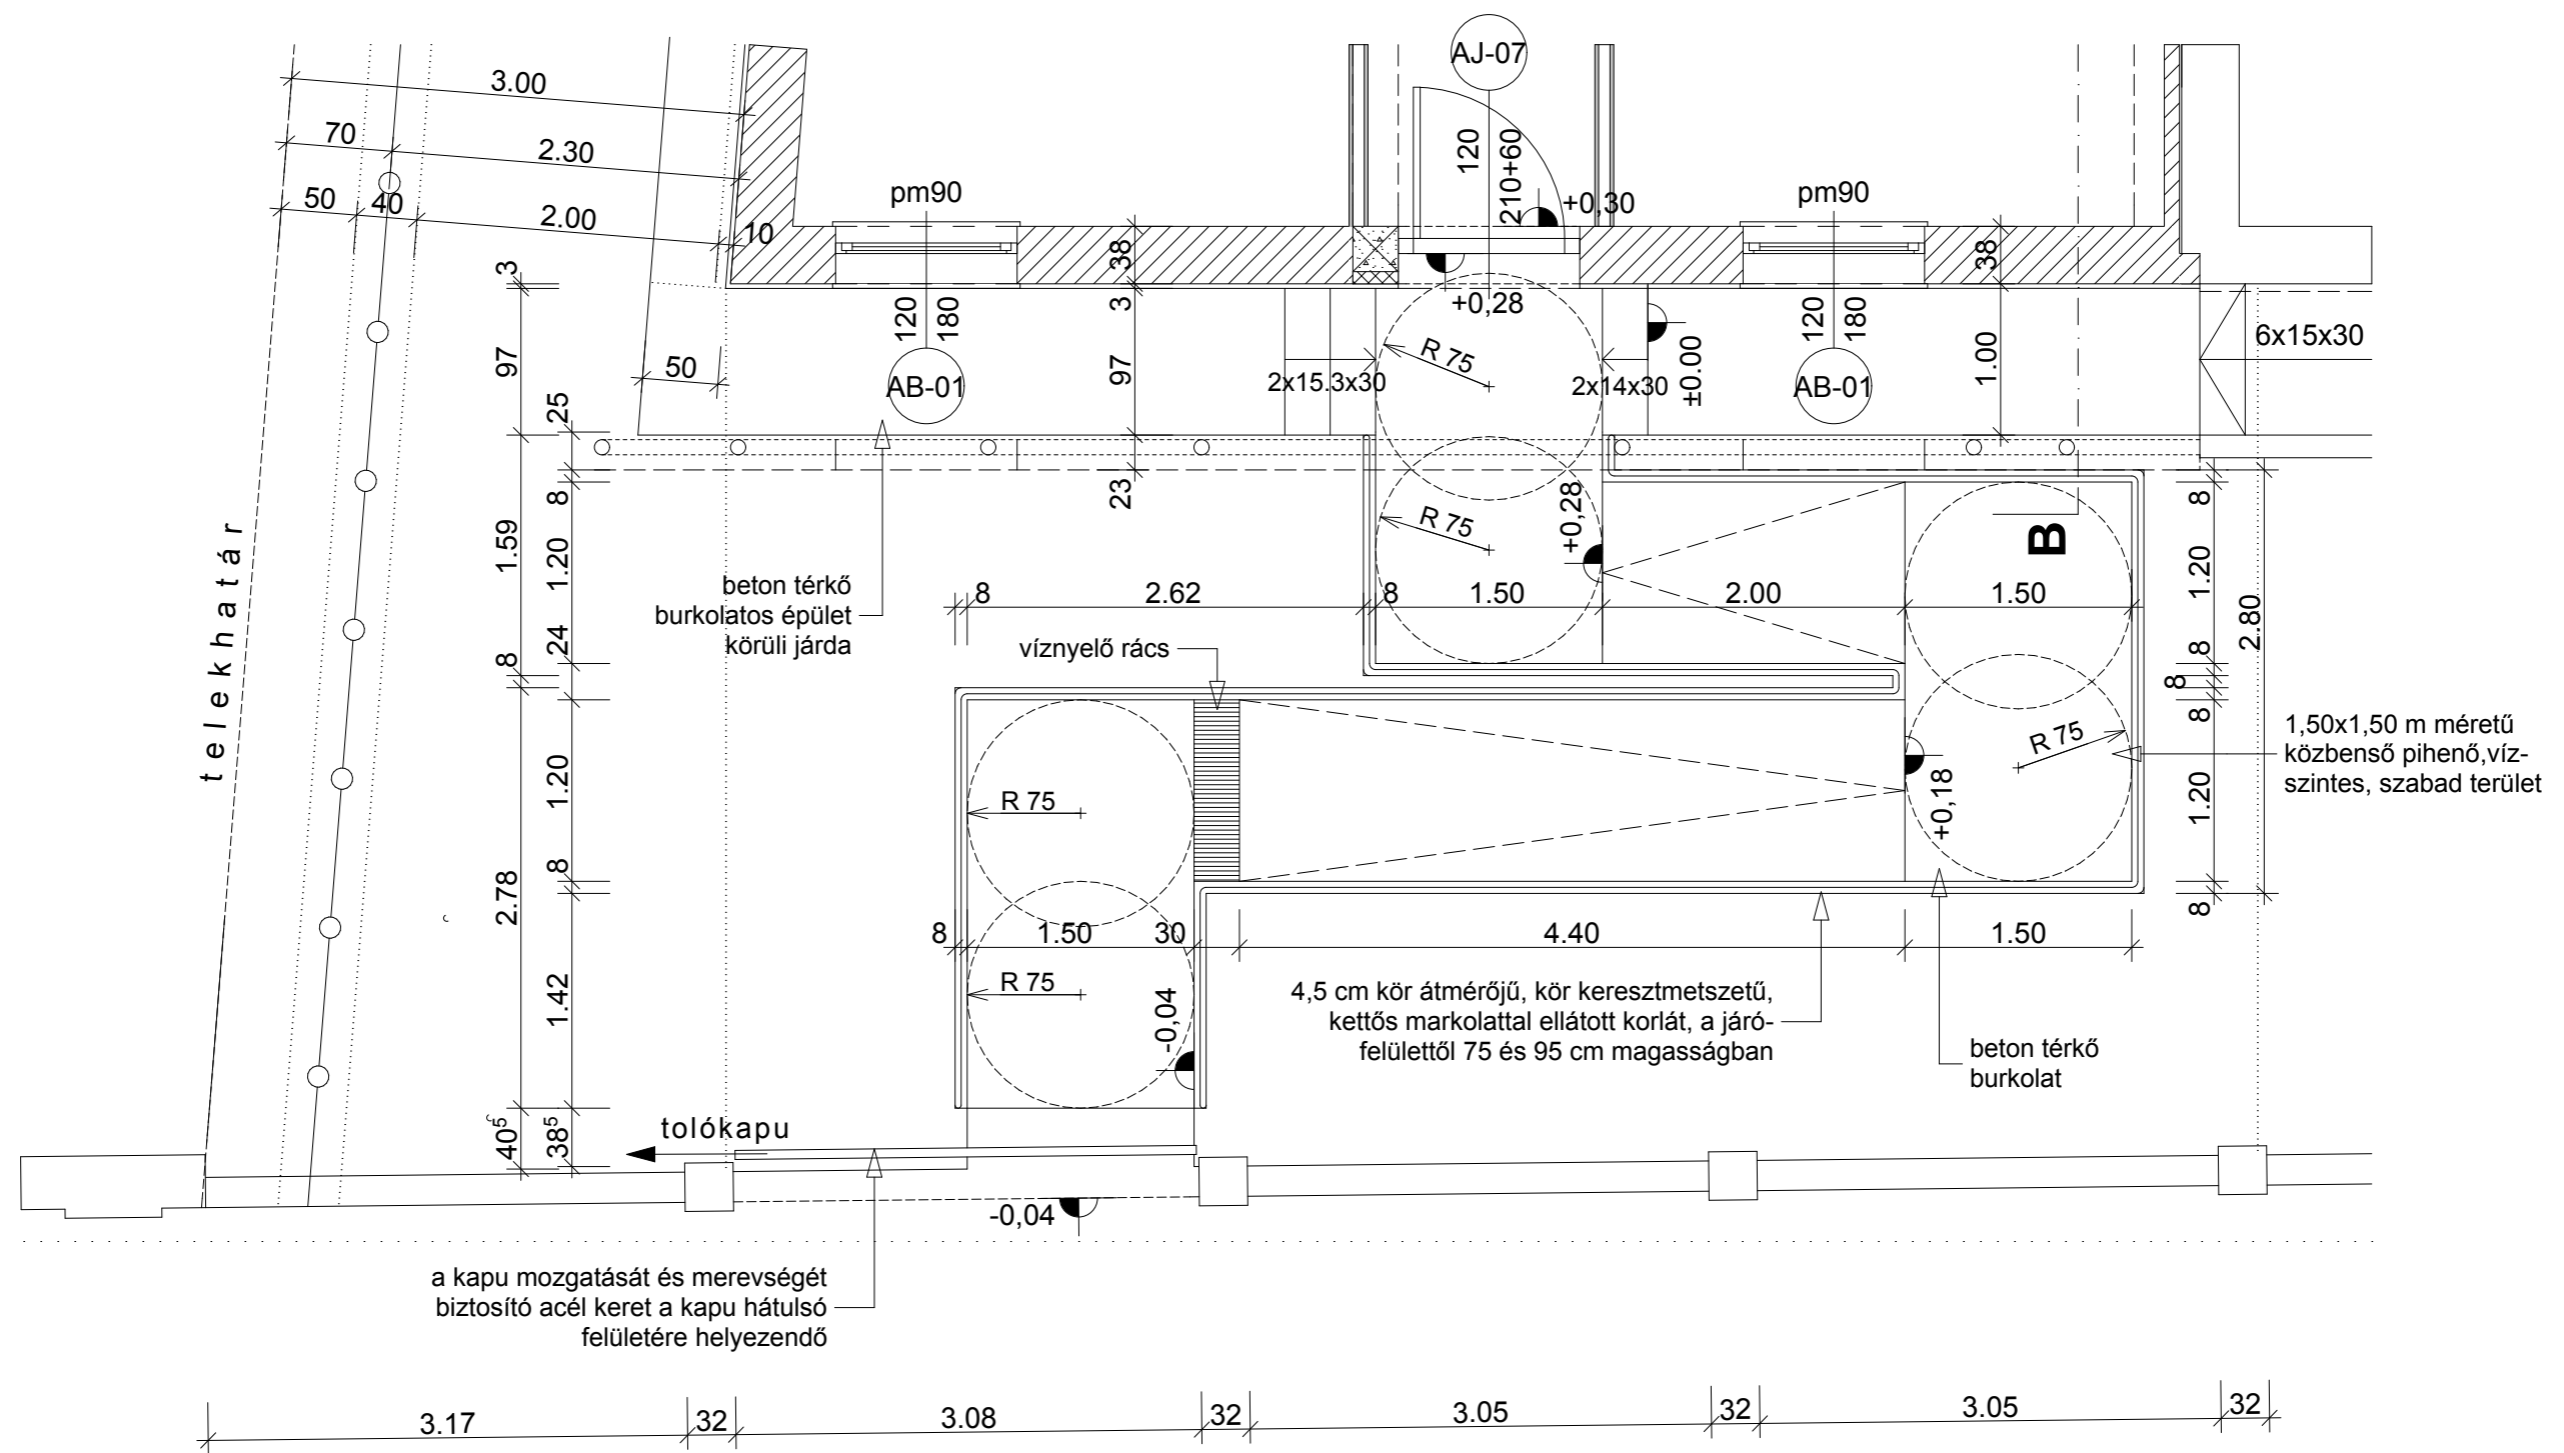 AJ-07
3.00
70
2.30
50
40
2.00
10
120
210+60
+0,30
pm90
pm90
38
38
3
3
+0,28
120
180
120
180
6x15x30
97
50
97
R 75
1.00
±0.00
2x15.3x30
2x14x30
AB-01
AB-01
25
23
8
8
1.59
1.20
24
8
telekhatár
beton térkő
burkolatos épület
körüli járda
R 75
+0,28
B
8
2.62
8
1.50
2.00
1.50
1.20
2.80
8
8
8
víznyelő rács
1,50x1,50 m méretű
közbenső pihenő,víz-
szintes, szabad terület
R 75
+0,18
R 75
1.20
1.20
8
8
2.78
8
1.50
30
4.40
1.50
R 75
1.42
-0,04
4,5 cm kör átmérőjű, kör keresztmetszetű,
kettős markolattal ellátott korlát, a járó-
felülettől 75 és 95 cm magasságban
beton térkő
burkolat
40⁵
38⁵
tolókapu
-0,04
a kapu mozgatását és merevségét
biztosító acél keret a kapu hátulsó
felületére helyezendő
3.17
32
3.08
32
3.05
32
3.05
32